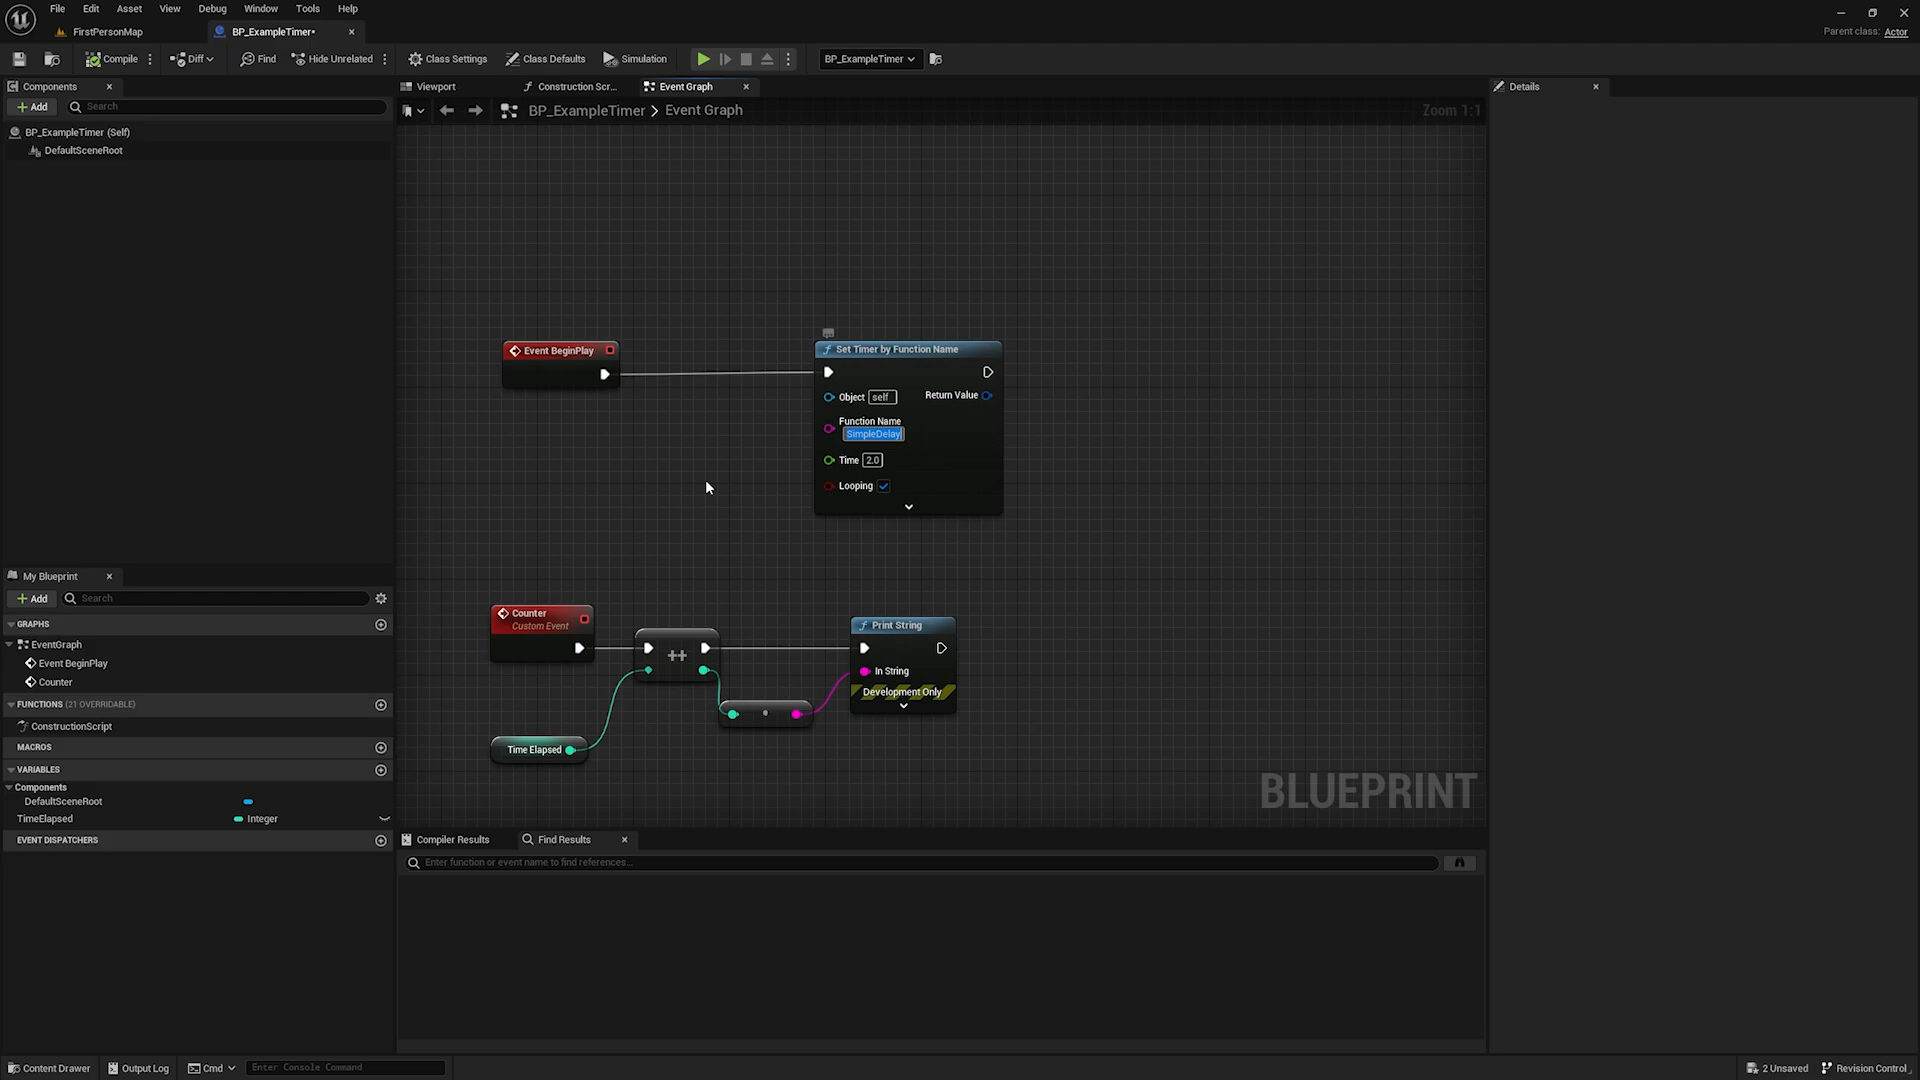 File Edit Asset View Debug Window Tools Help
FirstPersonMap
BP_ExampleTimer•
Parent class: Actor
Compile
Diff
Find
Hide Unrelated
Class Settings
Class Defaults
Simulation
BP_ExampleTimer
Components
Viewport
Construction Scr...
Event Graph
Details
Add
Search
BP_ExampleTimer > Event Graph
Zoom 1:1
BP_ExampleTimer (Self)
DefaultSceneRoot
Event BeginPlay
Set Timer by Function Name
Object self
Return Value
Function Name
SimpleDelay
Time 2.0
Looping
My Blueprint
Add
Search
GRAPHS
EventGraph
Event BeginPlay
Counter
FUNCTIONS (21 OVERRIDABLE)
ConstructionScript
MACROS
VARIABLES
Components
DefaultSceneRoot
TimeElapsed
Integer
EVENT DISPATCHERS
Counter
Custom Event
++
Print String
In String
Development Only
Time Elapsed
BLUEPRINT
Compiler Results
Find Results
Enter function or event name to find references...
Content Drawer
Output Log
Cmd
Enter Console Command
2 Unsaved
Revision Control